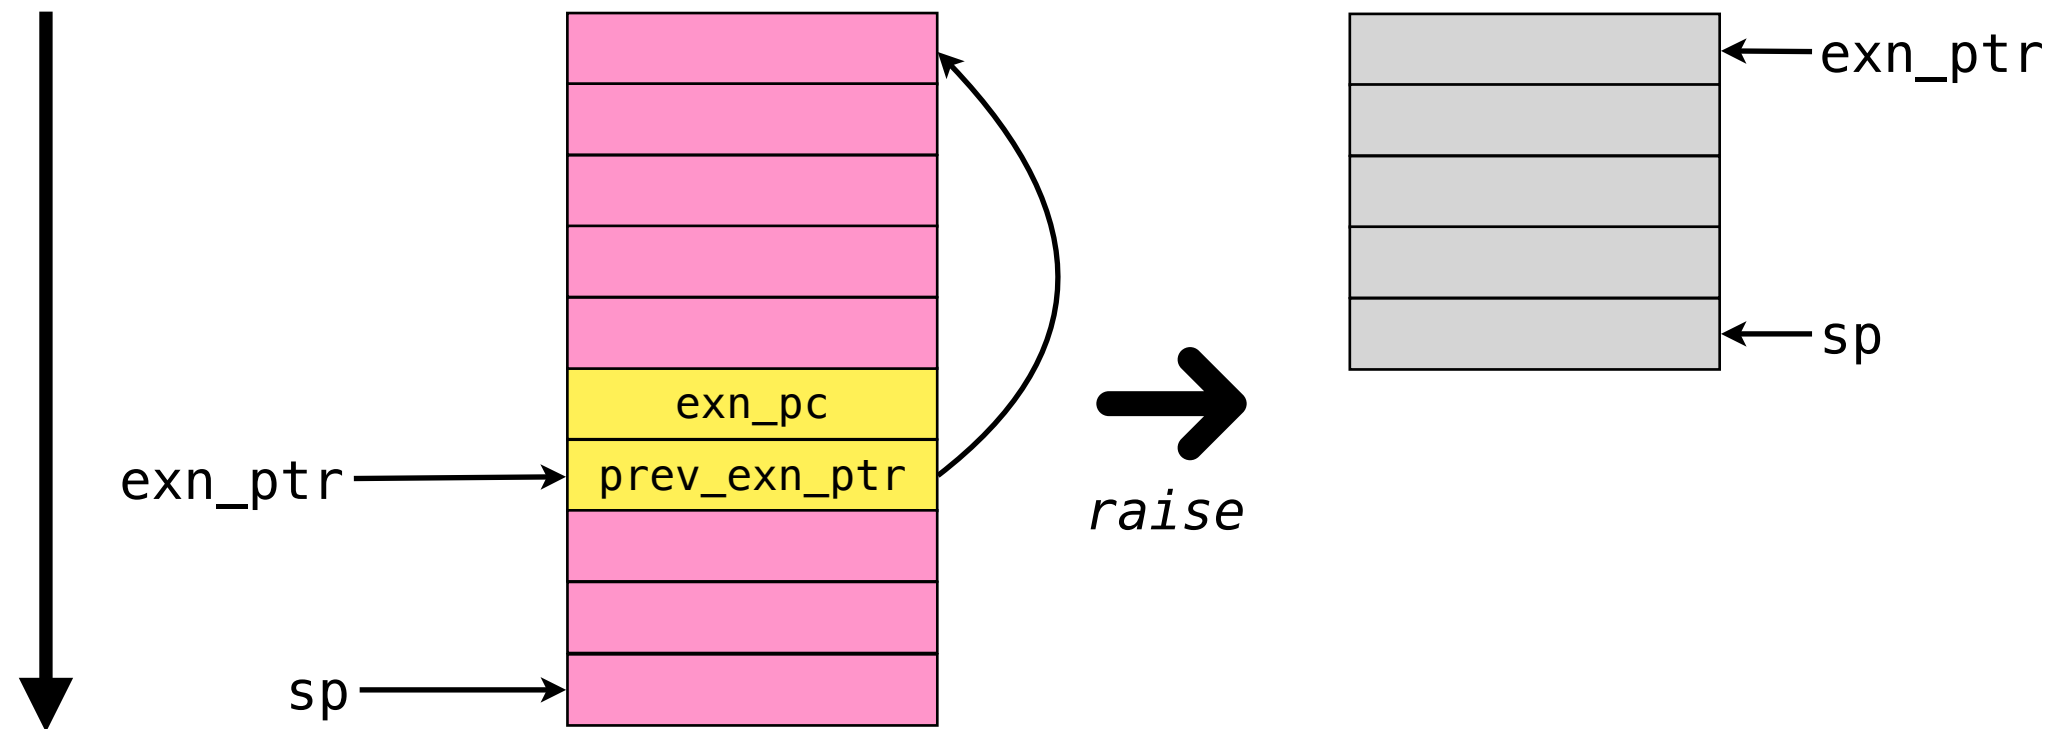 exn_pc
exn_ptr
prev_exn_ptr
sp
raise
exn_ptr
sp